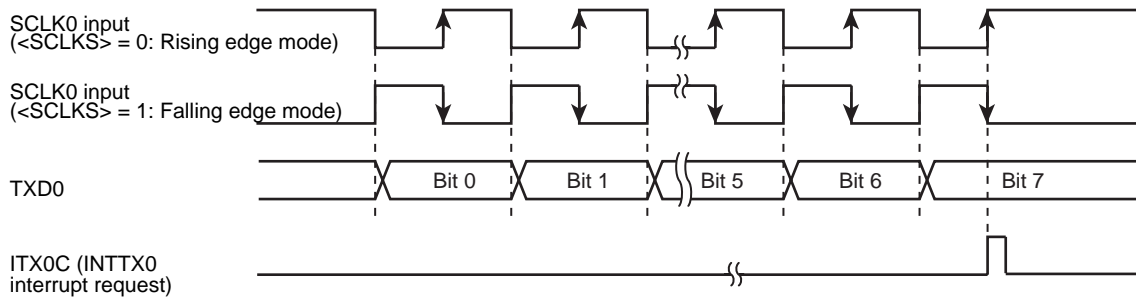 SCLK0 input
(<SCLKS> = 0: Rising edge mode)
SCLK0 input
(<SCLKS> = 1: Falling edge mode)
TXD0
Bit 0
Bit 1
Bit 5
Bit 6
Bit 7
ITX0C (INTTX0
interrupt request)